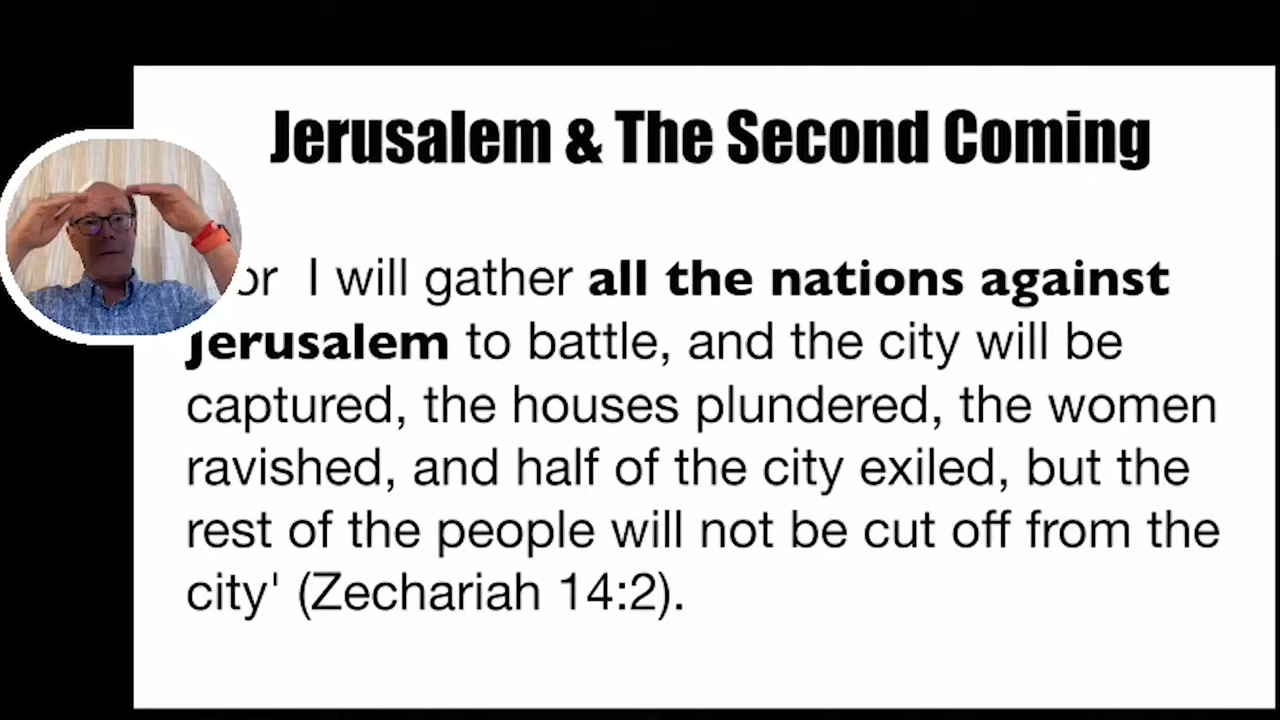 Jerusalem & The Second Coming
or I will gather all the nations against
Jerusalem to battle, and the city will be
captured, the houses plundered, the women
ravished, and half of the city exiled, but the
rest of the people will not be cut off from the
city' (Zechariah 14:2).